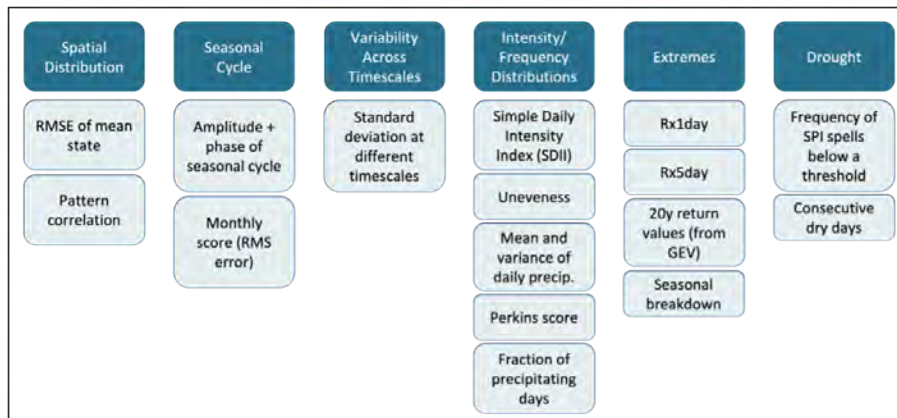 Spatial
Distribution
RMSE of mean
state
Pattern
correlation
Seasonal
Cycle
Amplitude +
phase of
seasonal cycle
Monthly
score (RMS
error)
Variability
Across
Timescales
Standard
deviation at
different
timescales
Intensity/
Frequency
Distributions
Simple Daily
Intensity
Index (SDII)
Uneveness
Mean and
variance of
daily precip.
Perkins score
Fraction of
precipitating
days
Extremes
Rx1day
Rx5day
20y return
values (from
GEV)
Seasonal
breakdown
Drought
Frequency of
SPI spells
below a
threshold
Consecutive
dry days